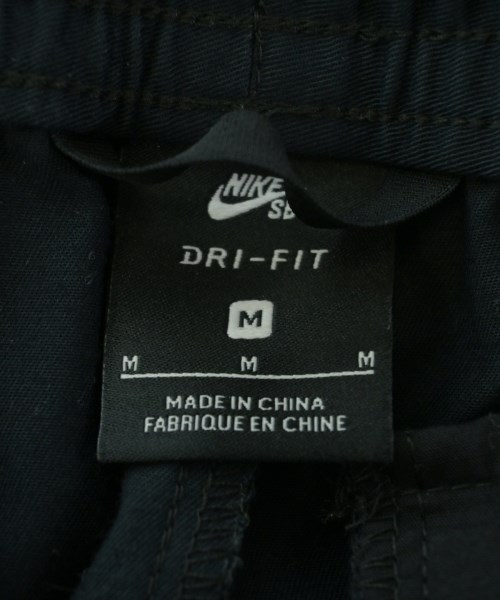 NIKE
SB
DRI-FIT
M
M M M
MADE IN CHINA
FABRIQUE EN CHINE